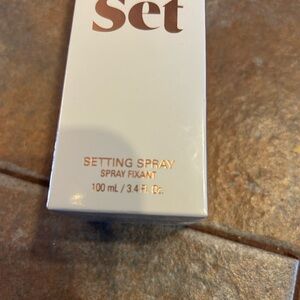 Set
SETTING SPRAY
SPRAY FIXANT
100 mL / 3.4 Fl. Oz.